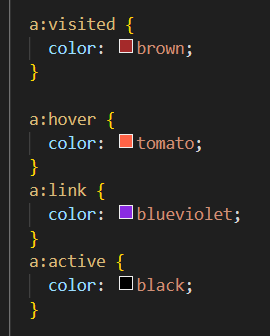 a:visited {
  color: brown;
}

a:hover {
  color: tomato;
}
a:link {
  color: blueviolet;
}
a:active {
  color: black;
}